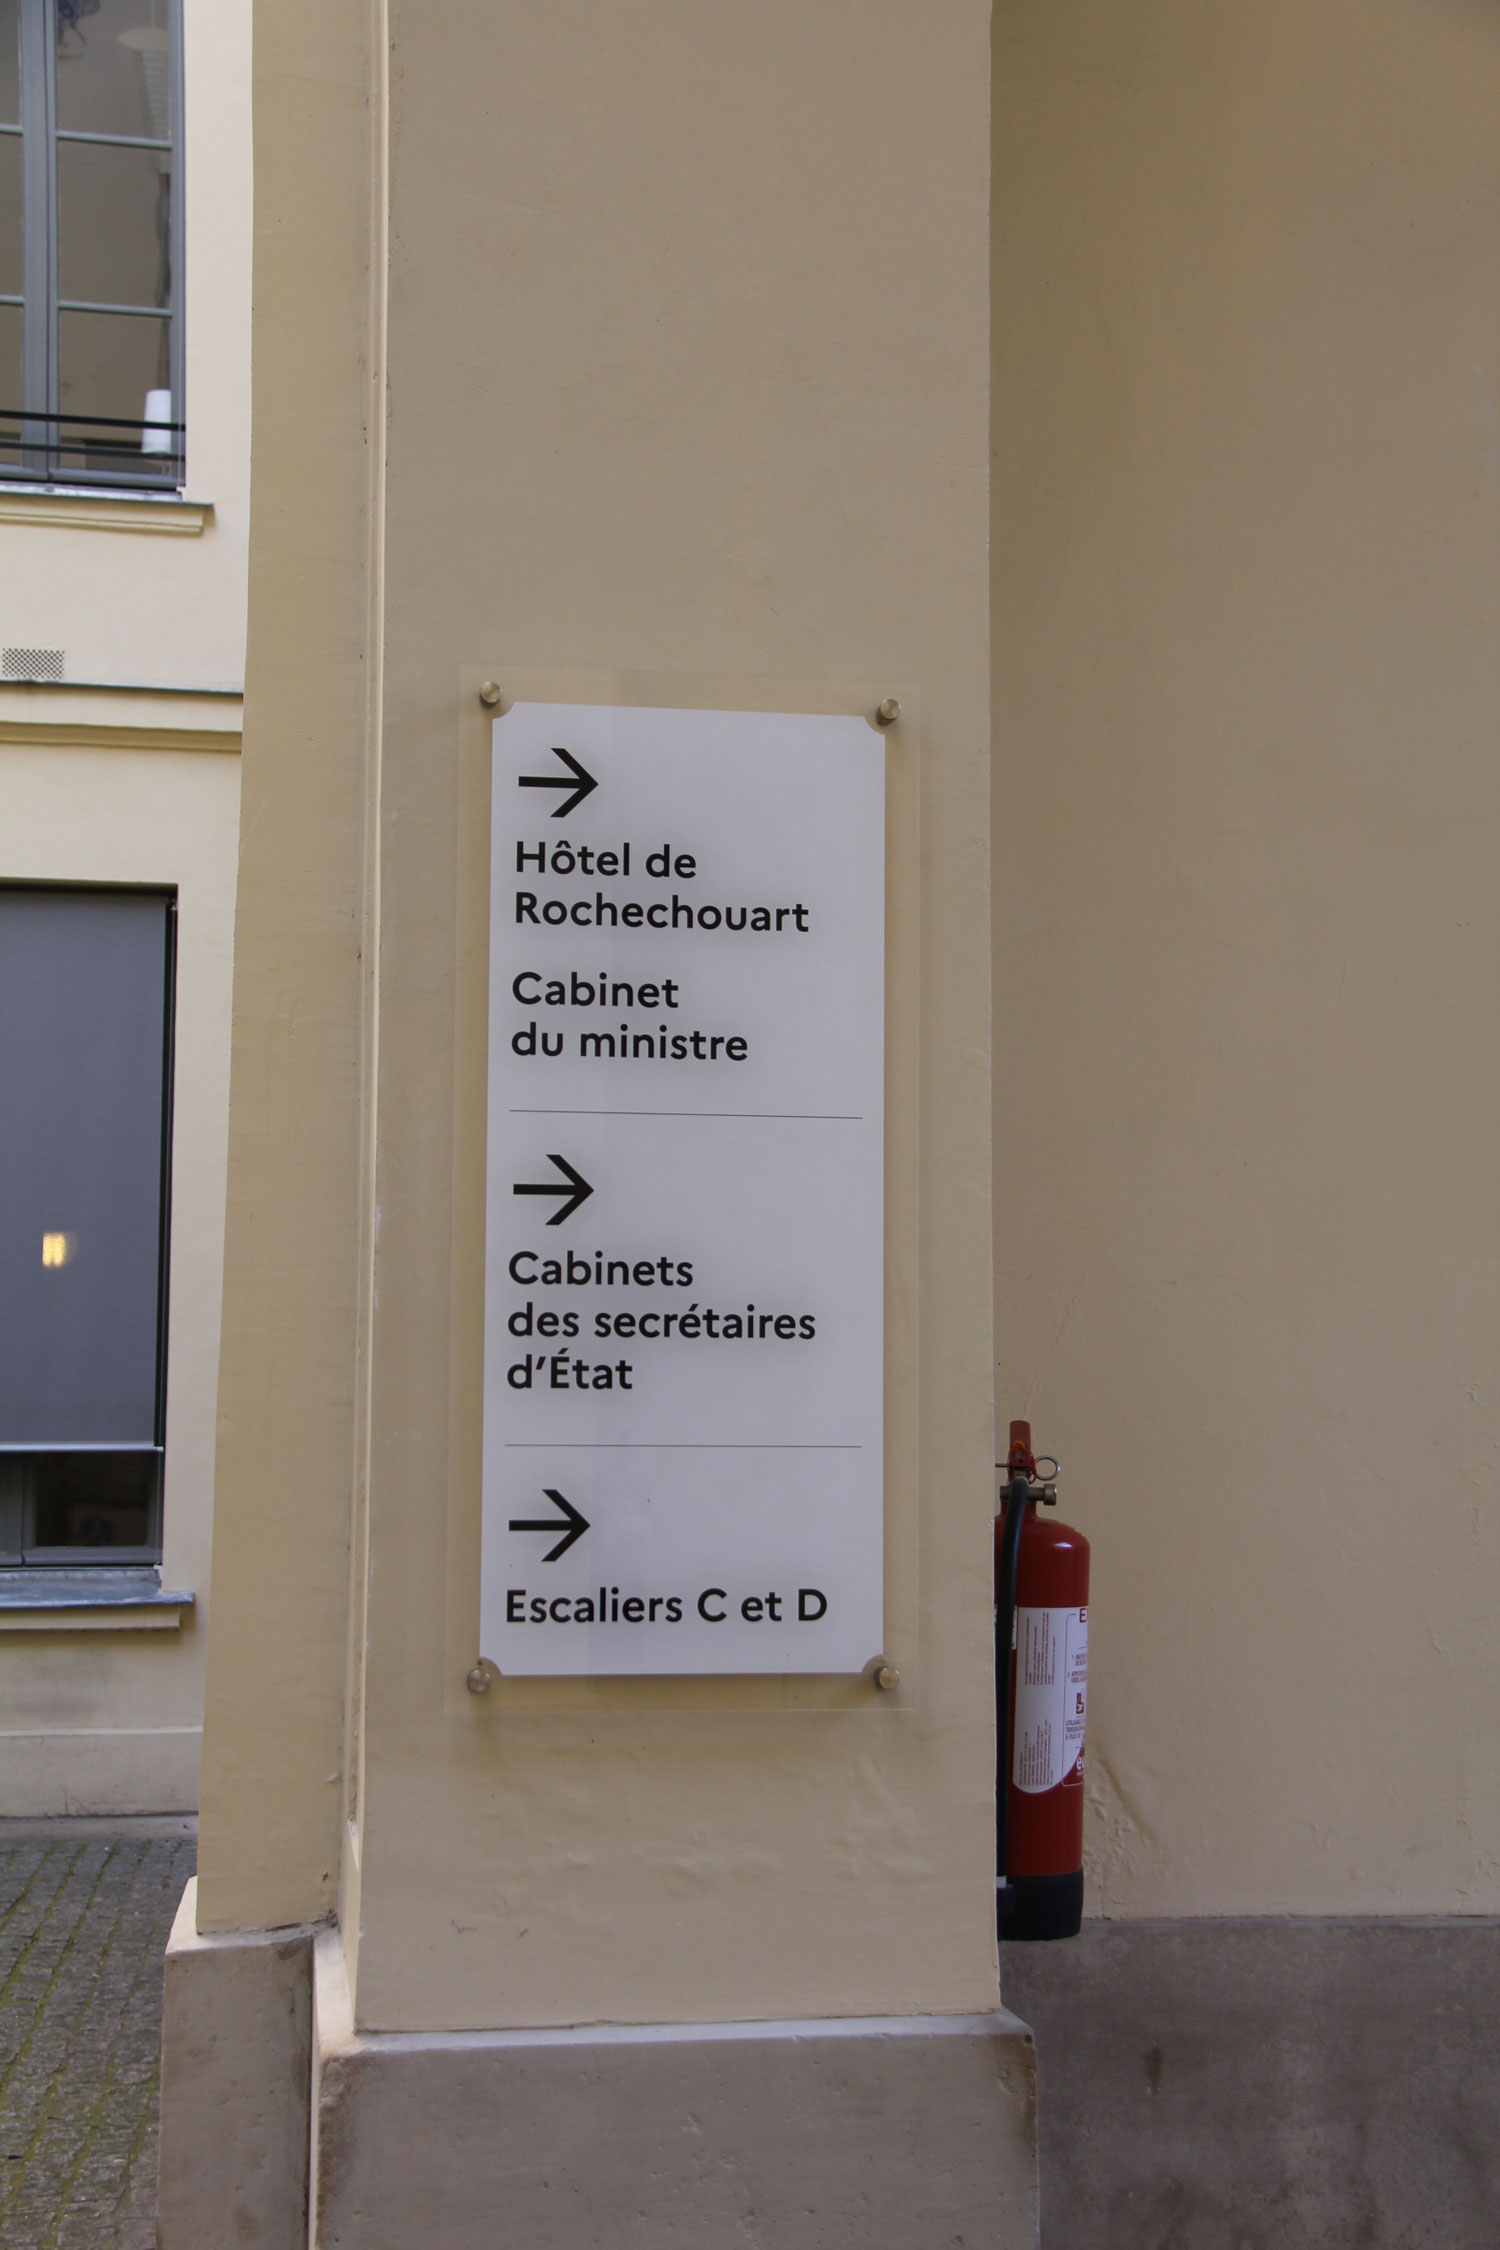 Hôtel de
Rochechouart
Cabinet
du ministre
Cabinets
des secrétaires
d’État
Escaliers C et D